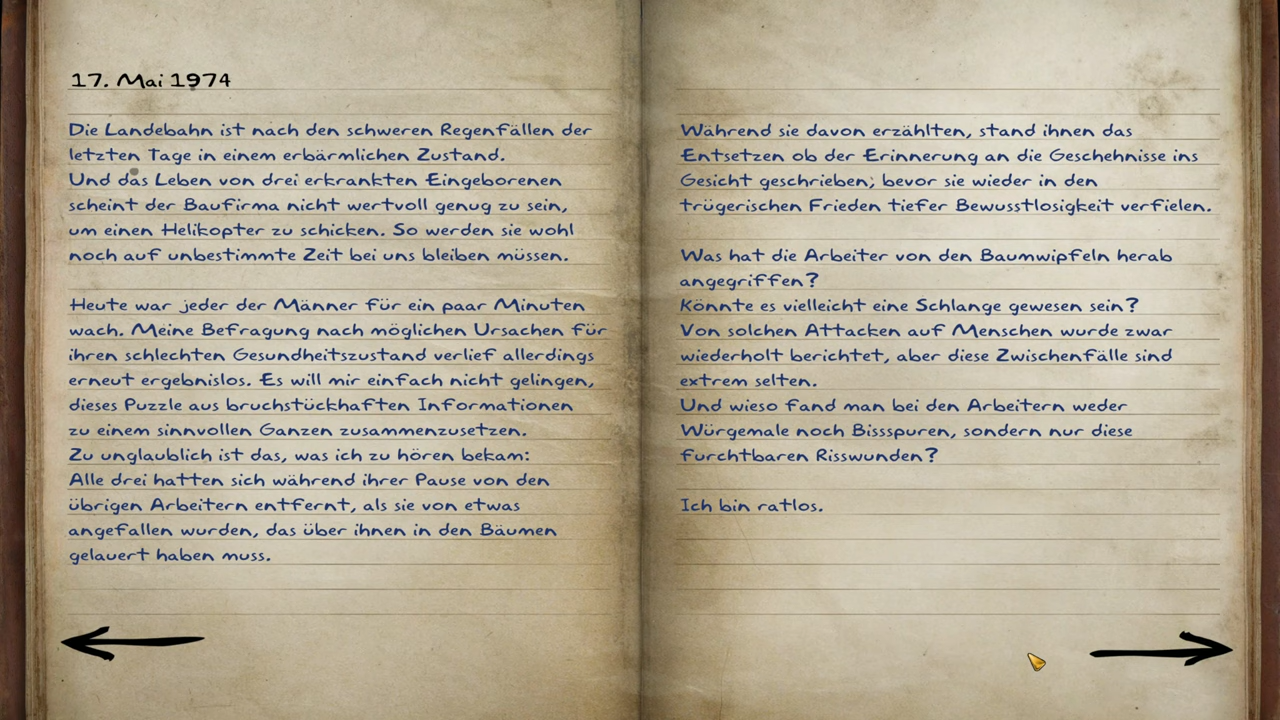 17. Mai 1974
Die Landebahn ist nach den schweren Regenfällen der
letzten Tage in einem erbärmlichen Zustand.
Und das Leben von drei erkrankten Eingeborenen
scheint der Baufirma nicht wertvoll genug zu sein,
um einen Helikopter zu schicken. So werden sie wohl
noch auf unbestimmte Zeit bei uns bleiben müssen.
Heute war jeder der Männer für ein paar Minuten
wach. Meine Befragung nach möglichen Ursachen für
ihren schlechten Gesundheitszustand verlief allerdings
erneut ergebnislos. Es will mir einfach nicht gelingen,
dieses Puzzle aus bruchstückhaften Informationen
zu einem sinnvollen Ganzen zusammenzusetzen.
Zu unglaublich ist das, was ich zu hören bekam:
Alle drei hatten sich während ihrer Pause von den
übrigen Arbeitern entfernt, als sie von etwas
angefallen wurden, das über ihnen in den Bäumen
gelauert haben muss.
Während sie davon erzählten, stand ihnen das
Entsetzen ob der Erinnerung an die Geschehnisse ins
Gesicht geschrieben; bevor sie wieder in den
trügerischen Frieden tiefer Bewusstlosigkeit verfielen.
Was hat die Arbeiter von den Baumwipfeln herab
angegriffen?
Könnte es vielleicht eine Schlange gewesen sein?
Von solchen Attacken auf Menschen wurde zwar
wiederholt berichtet, aber diese Zwischenfälle sind
extrem selten.
Und wieso fand man bei den Arbeitern weder
Würgemale noch Bissspuren, sondern nur diese
furchtbaren Risswunden?
Ich bin ratlos.